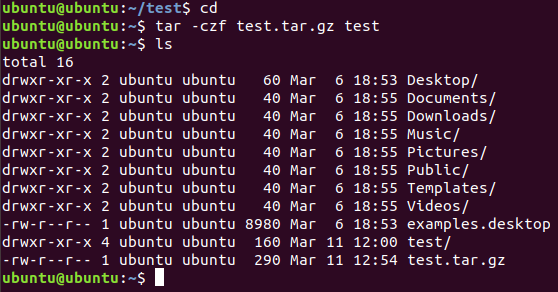 ubuntu@ubuntu:~/test$ cd
ubuntu@ubuntu:~$ tar -czf test.tar.gz test
ubuntu@ubuntu:~$ ls
total 16
drwxr-xr-x 2 ubuntu ubuntu   60 Mar  6 18:53 Desktop/
drwxr-xr-x 2 ubuntu ubuntu   40 Mar  6 18:55 Documents/
drwxr-xr-x 2 ubuntu ubuntu   40 Mar  6 18:55 Downloads/
drwxr-xr-x 2 ubuntu ubuntu   40 Mar  6 18:55 Music/
drwxr-xr-x 2 ubuntu ubuntu   40 Mar  6 18:55 Pictures/
drwxr-xr-x 2 ubuntu ubuntu   40 Mar  6 18:55 Public/
drwxr-xr-x 2 ubuntu ubuntu   40 Mar  6 18:55 Templates/
drwxr-xr-x 2 ubuntu ubuntu   40 Mar  6 18:55 Videos/
-rw-r--r-- 1 ubuntu ubuntu 8980 Mar  6 18:53 examples.desktop
drwxr-xr-x 4 ubuntu ubuntu  160 Mar 11 12:00 test/
-rw-r--r-- 1 ubuntu ubuntu  290 Mar 11 12:54 test.tar.gz
ubuntu@ubuntu:~$